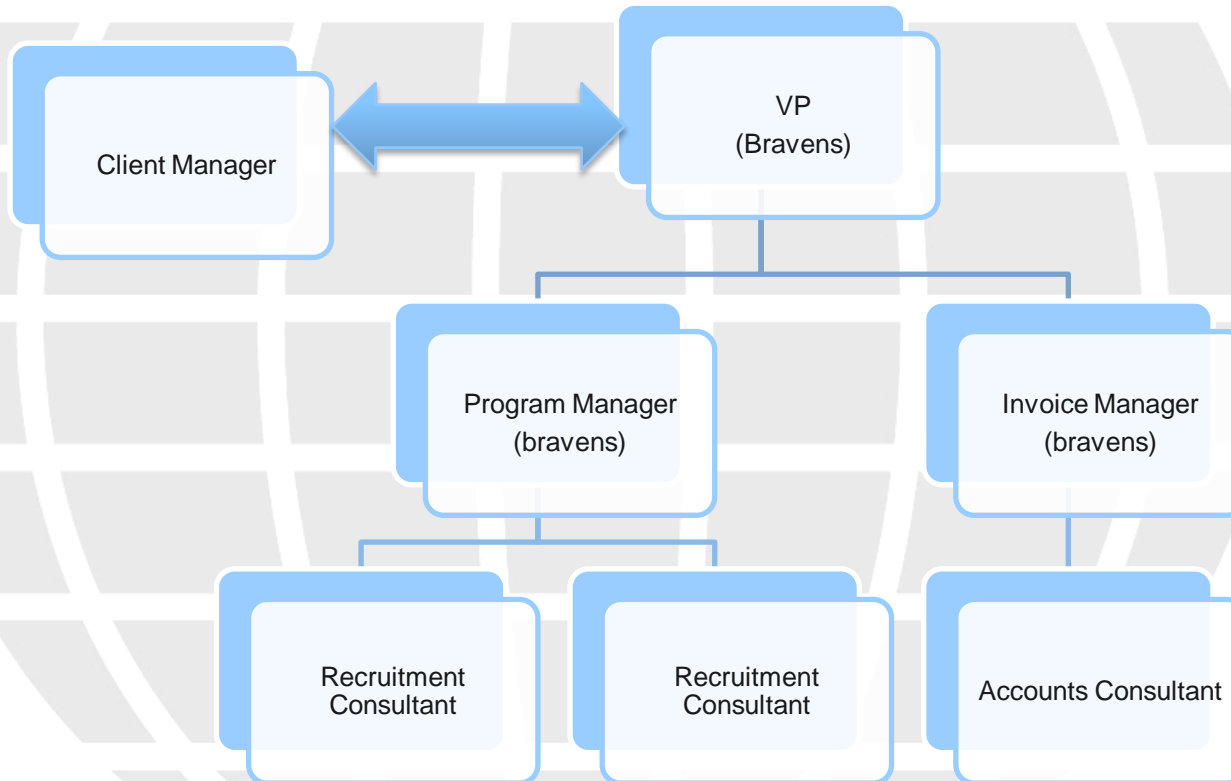 VP
(Bravens)
Client Manager
Program Manager
(bravens)
Invoice Manager
(bravens)
Recruitment
Consultant
Recruitment
Consultant
Accounts Consultant